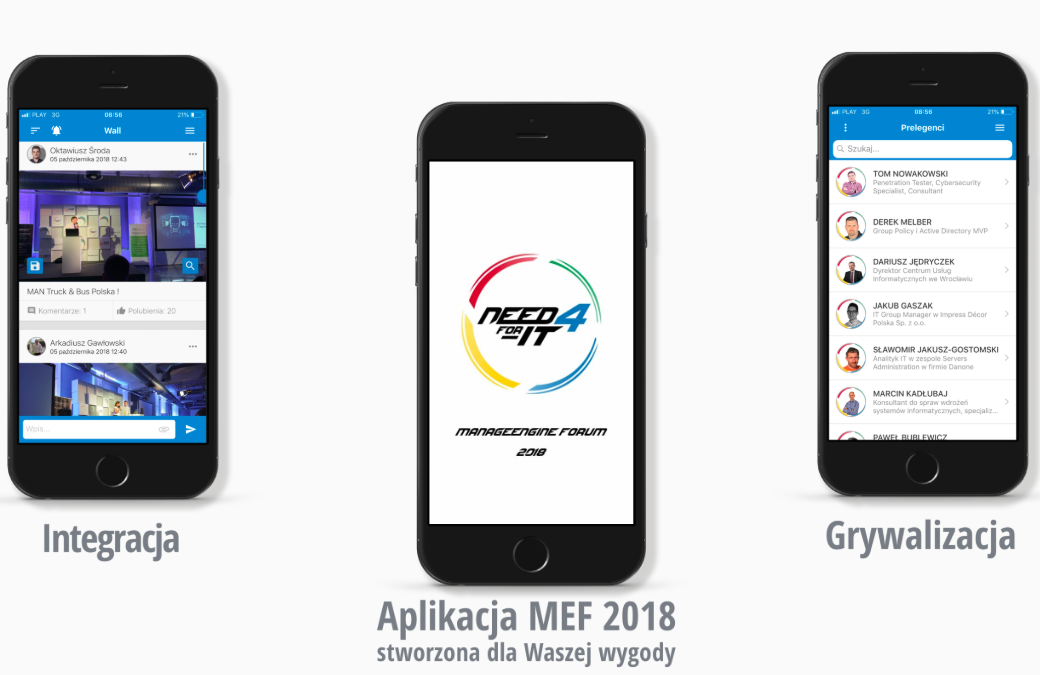 PLAY 3G 08:56 21%
Wall
Oktawiusz Środa
05 października 2018 12:43
MAN Truck & Bus Polska !
Komentarze: 1 Polubienia: 20
Arkadiusz Gawłowski
05 października 2018 12:40
Wpis...
Integracja
NEED 4
FOR IT
MANAGEENGINE FORUM
2018
Aplikacja MEF 2018
stworzona dla Waszej wygody
PLAY 3G 08:56 21%
Prelegenci
Szukaj...
TOM NOWAKOWSKI
Penetration Tester, Cybersecurity
Specialist, Consultant
DEREK MELBER
Group Policy i Active Directory MVP
DARIUSZ JĘDRYCZEK
Dyrektor Centrum Usług
Informatycznych we Wrocławiu
JAKUB GASZAK
IT Group Manager w Impress Décor
Polska Sp. z o.o.
SŁAWOMIR JAKUSZ-GOSTOMSKI
Analityk IT w zespole Servers
Administration w firmie Danone
MARCIN KADŁUBAJ
Konsultant do spraw wdrożeń
systemów informatycznych, specjaliz...
PAWEŁ BUBLEWICZ
Grywalizacja